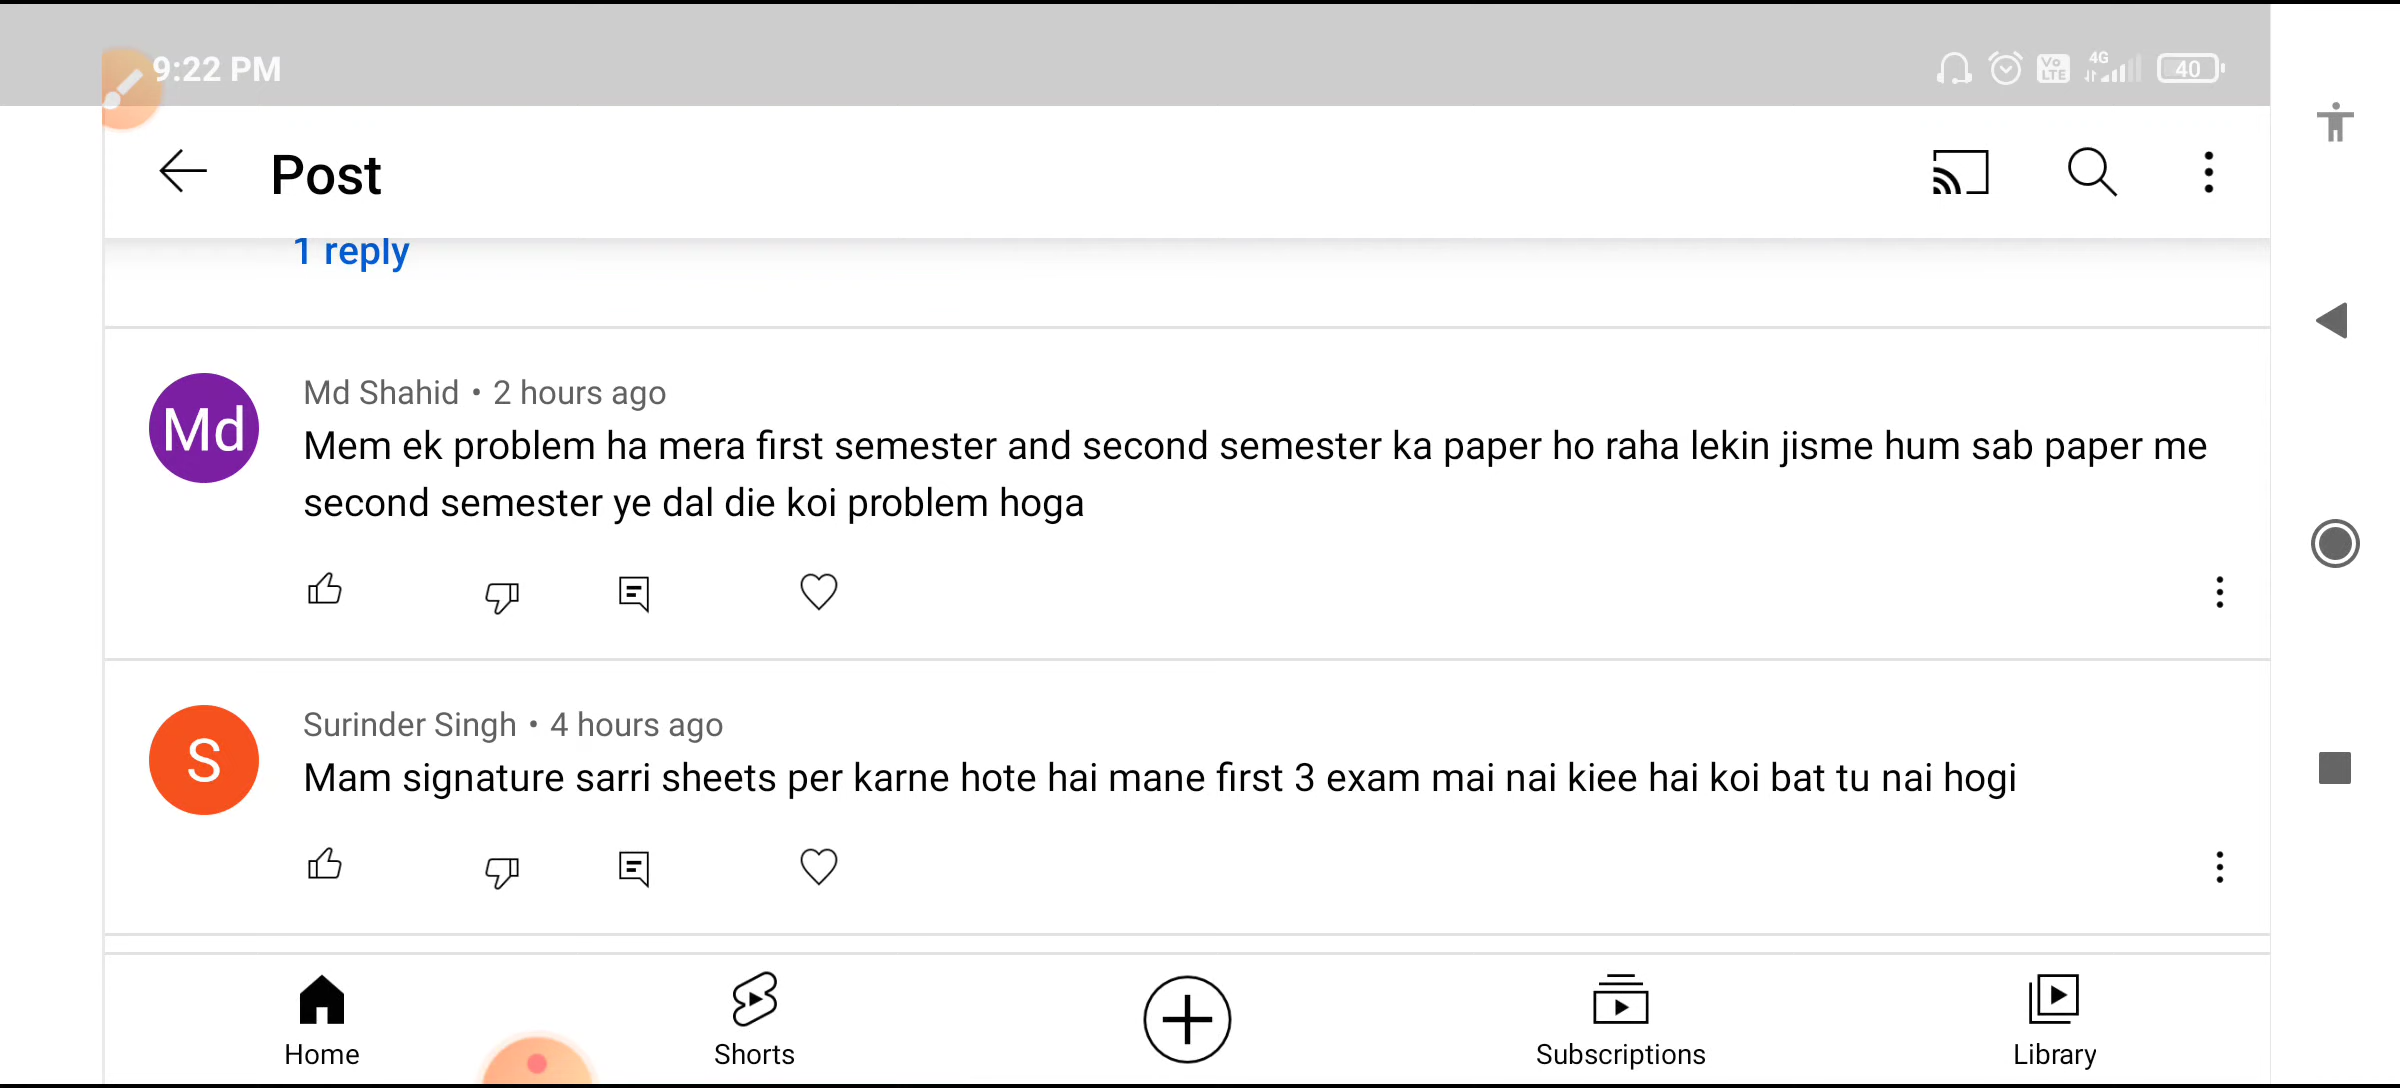 9:22 PM
Vo LTE
4G
40
Post
1 reply
Md
Md Shahid • 2 hours ago
Mem ek problem ha mera first semester and second semester ka paper ho raha lekin jisme hum sab paper me
second semester ye dal die koi problem hoga
S
Surinder Singh • 4 hours ago
Mam signature sarri sheets per karne hote hai mane first 3 exam mai nai kiee hai koi bat tu nai hogi
Home
Shorts
Subscriptions
Library